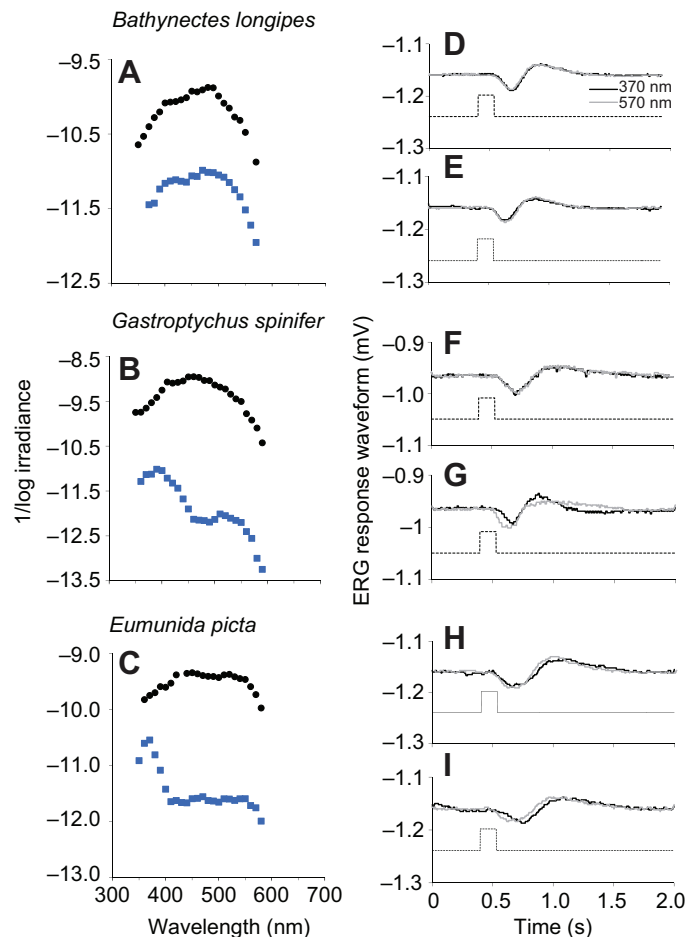 Bathynectes longipes
A
–9.5
–10.5
–11.5
–12.5
Gastroptychus spinifer
B
–8.5
–9.5
–10.5
–11.5
–12.5
–13.5
Eumunida picta
C
–9.0
–10.0
–11.0
–12.0
–13.0
300 400 500 600 700
Wavelength (nm)
1/log irradiance
D
–1.1
–1.2
–1.3
370 nm
570 nm
E
–1.1
–1.2
–1.3
F
–0.9
–1.0
–1.1
G
–0.9
–1
–1.1
H
–1.1
–1.2
–1.3
I
–1.1
–1.2
–1.3
0 0.5 1.0 1.5 2.0
Time (s)
ERG response waveform (mV)